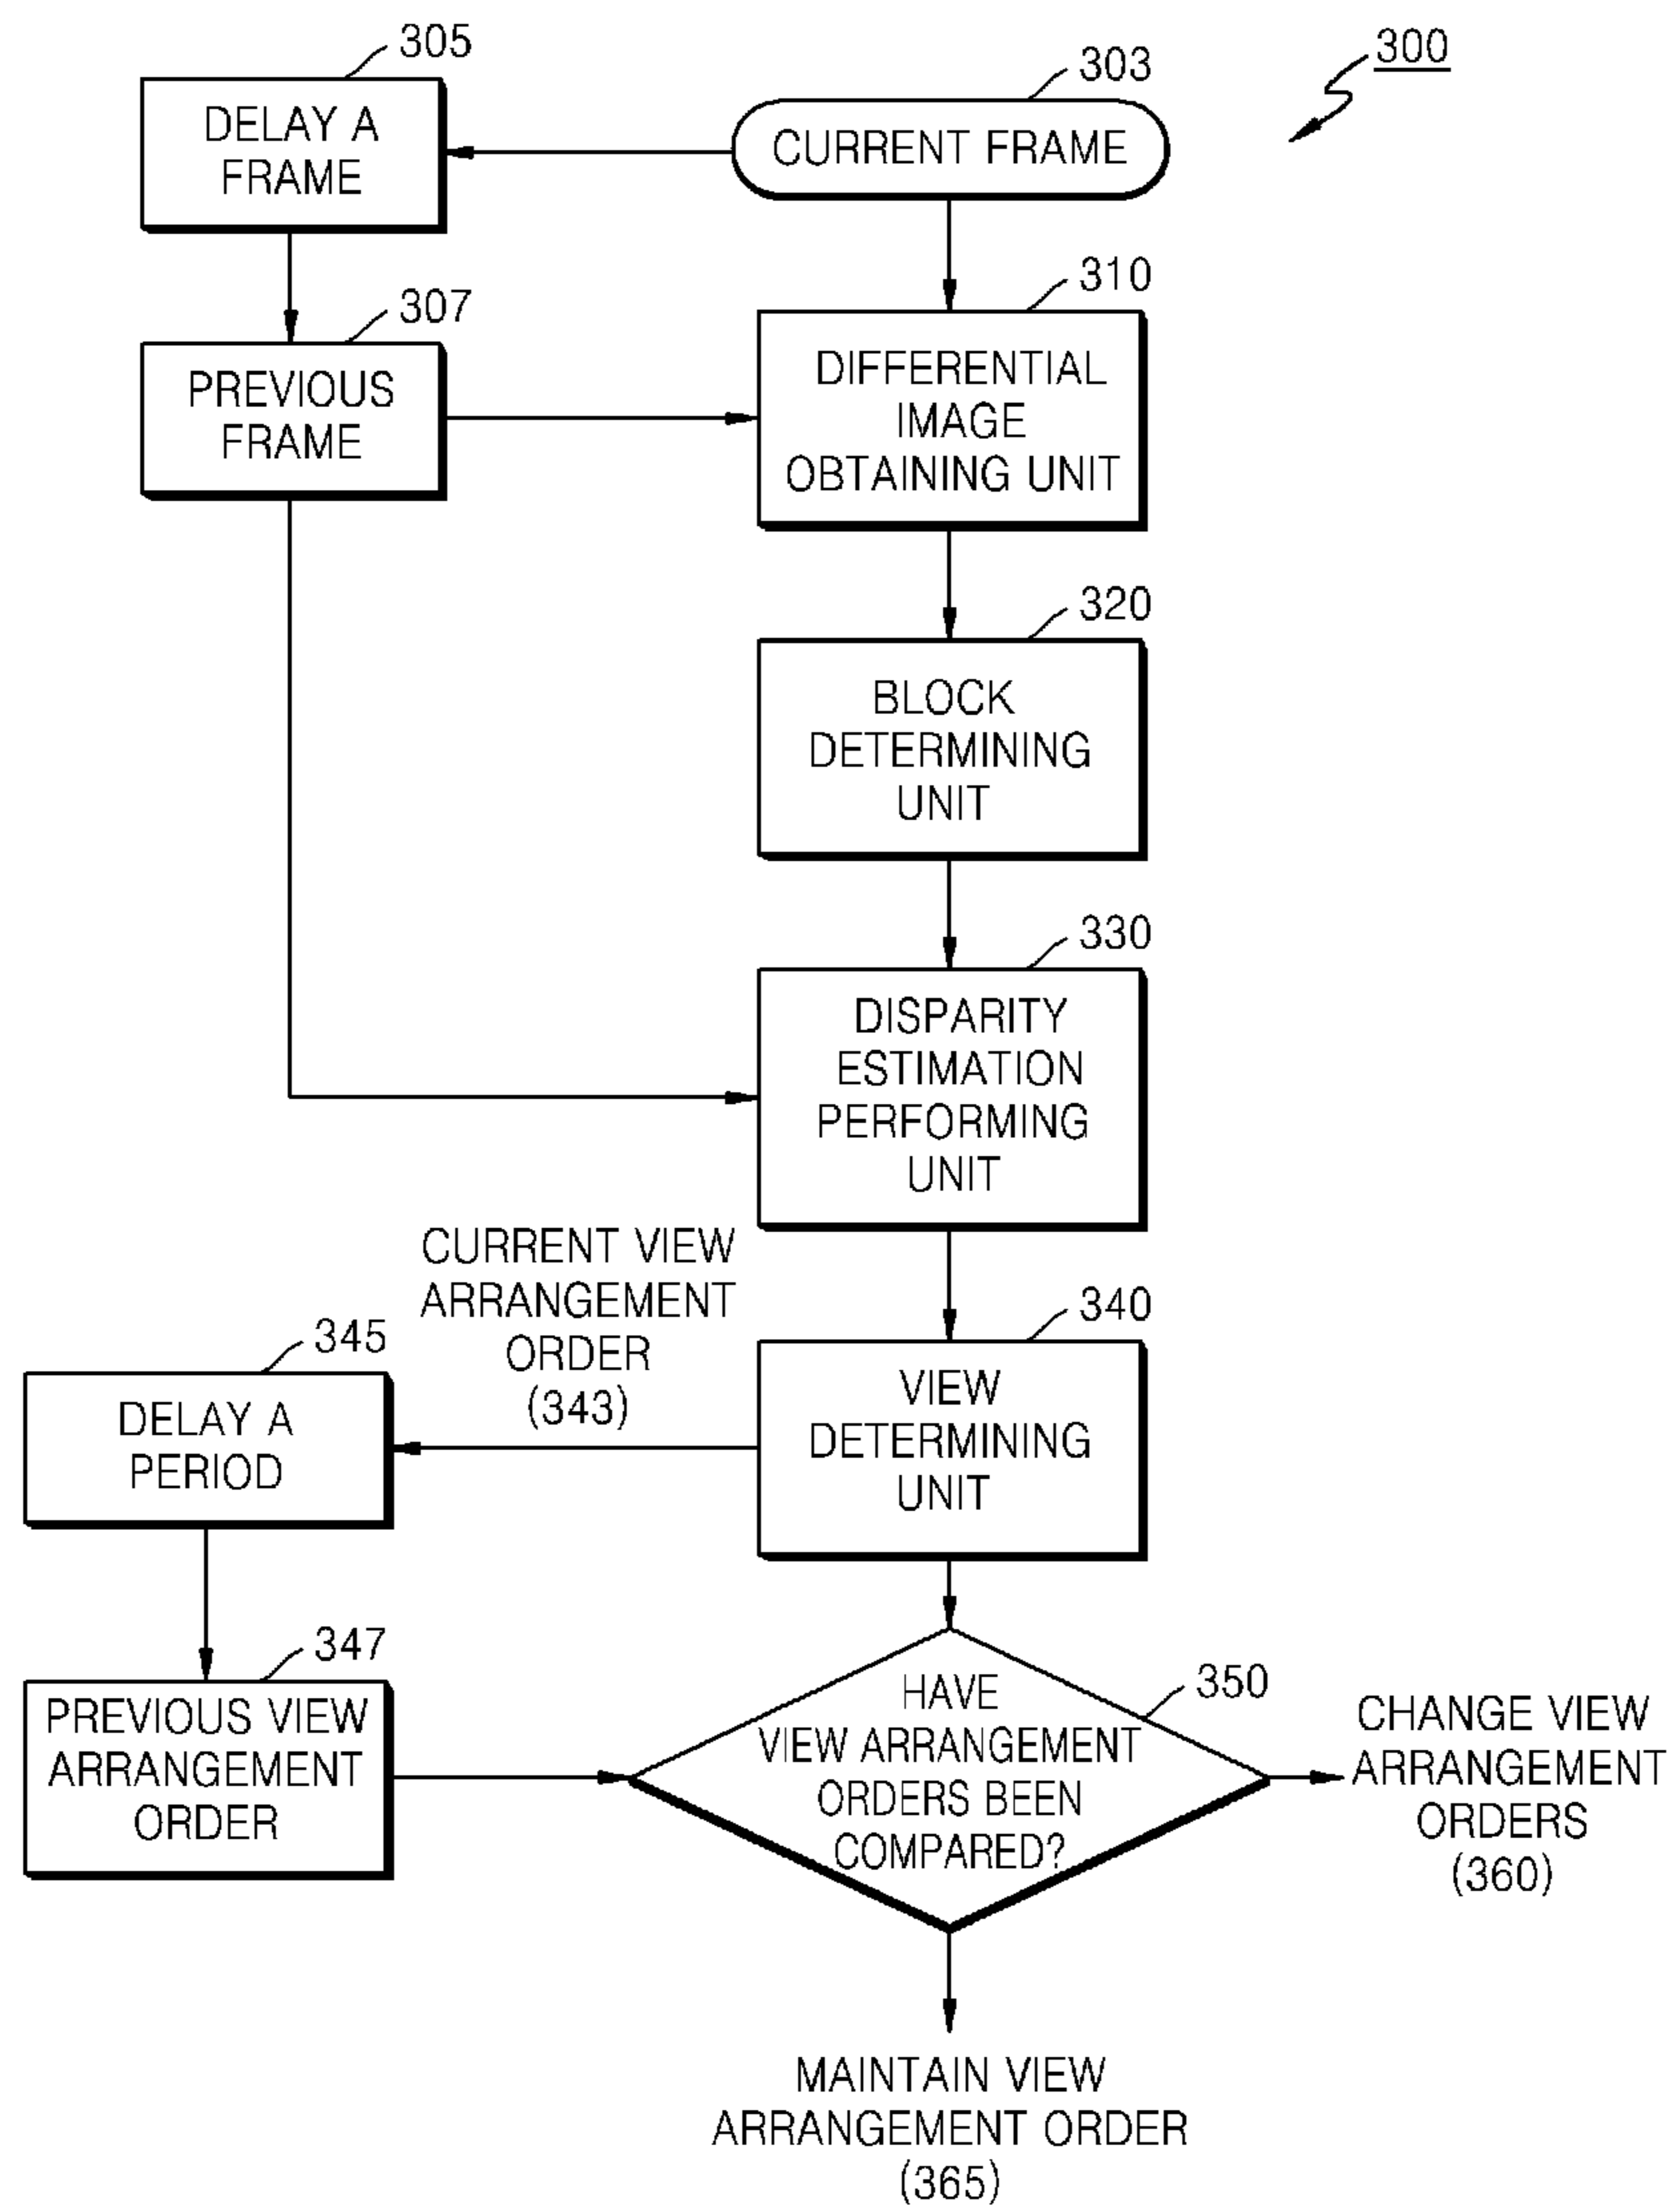 300
305
DELAY A
FRAME
303
CURRENT FRAME
307
PREVIOUS
FRAME
310
DIFFERENTIAL
IMAGE
OBTAINING UNIT
320
BLOCK
DETERMINING
UNIT
330
DISPARITY
ESTIMATION
PERFORMING
UNIT
CURRENT VIEW
ARRANGEMENT
ORDER
(343)
340
VIEW
DETERMINING
UNIT
345
DELAY A
PERIOD
347
PREVIOUS VIEW
ARRANGEMENT
ORDER
350
HAVE
VIEW ARRANGEMENT
ORDERS BEEN
COMPARED?
CHANGE VIEW
ARRANGEMENT
ORDERS
(360)
MAINTAIN VIEW
ARRANGEMENT ORDER
(365)